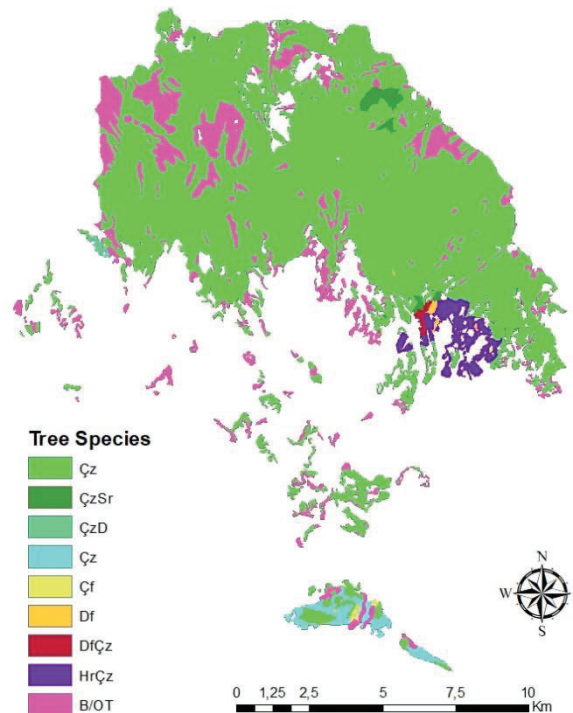 Tree Species
Çz
ÇzSr
ÇzD
Çz
Çf
Df
DfÇz
HrÇz
B/OT
N
W E
S
0 1,25 2,5 5 7,5 10
Km